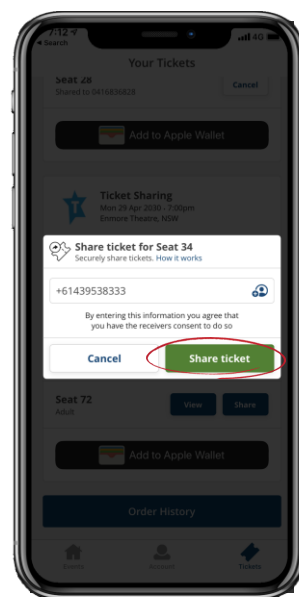 7:12
4G
Search
Your Tickets
Seat 28
Shared to 0416836828
Cancel
Add to Apple Wallet
Ticket Sharing
Mon 29 Apr 2030 - 7:00pm
Enmore Theatre, NSW
Share ticket for Seat 34
Securely share tickets. How it works
+61439538333
By entering this information you agree that
you have the receivers consent to do so
Cancel
Share ticket
Seat 72
Adult
View
Share
Add to Apple Wallet
Order History
Events
Account
Tickets